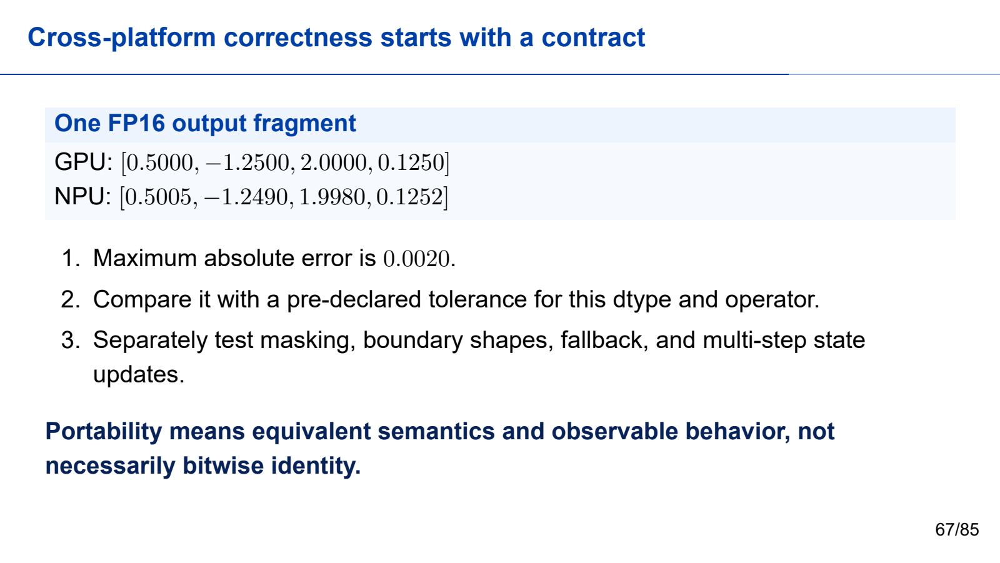 Cross-platform correctness starts with a contract
One FP16 output fragment
GPU: [0.5000, −1.2500, 2.0000, 0.1250]
NPU: [0.5005, −1.2490, 1.9980, 0.1252]
1. Maximum absolute error is 0.0020.
2. Compare it with a pre-declared tolerance for this dtype and operator.
3. Separately test masking, boundary shapes, fallback, and multi-step state
updates.
Portability means equivalent semantics and observable behavior, not
necessarily bitwise identity.
67/85